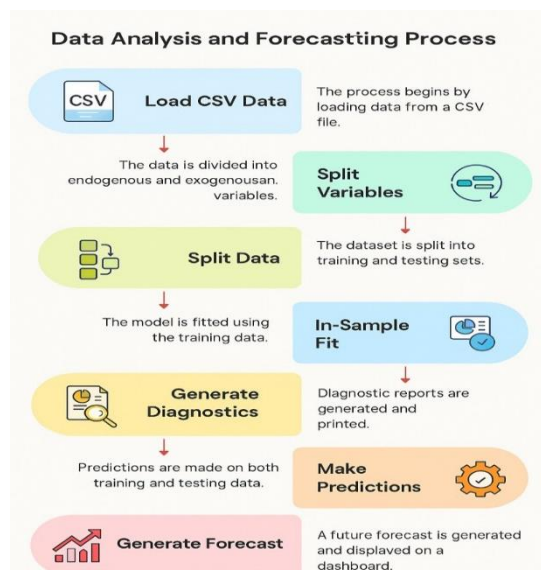 Data Analysis and Forecastting Process
CSV
Load CSV Data
The process begins by
loading data from a CSV
file.
The data is divided into
endogenous and exogenousan.
variables.
Split
Variables
Split Data
The dataset is split into
training and testing sets.
The model is fitted using
the training data.
In-Sample
Fit
Generate
Diagnostics
Diagnostic reports are
generated and
printed.
Predictions are made on both
training and testing data.
Make
Predictions
Generate Forecast
A future forecast is generated
and displaved on a
dashboard.